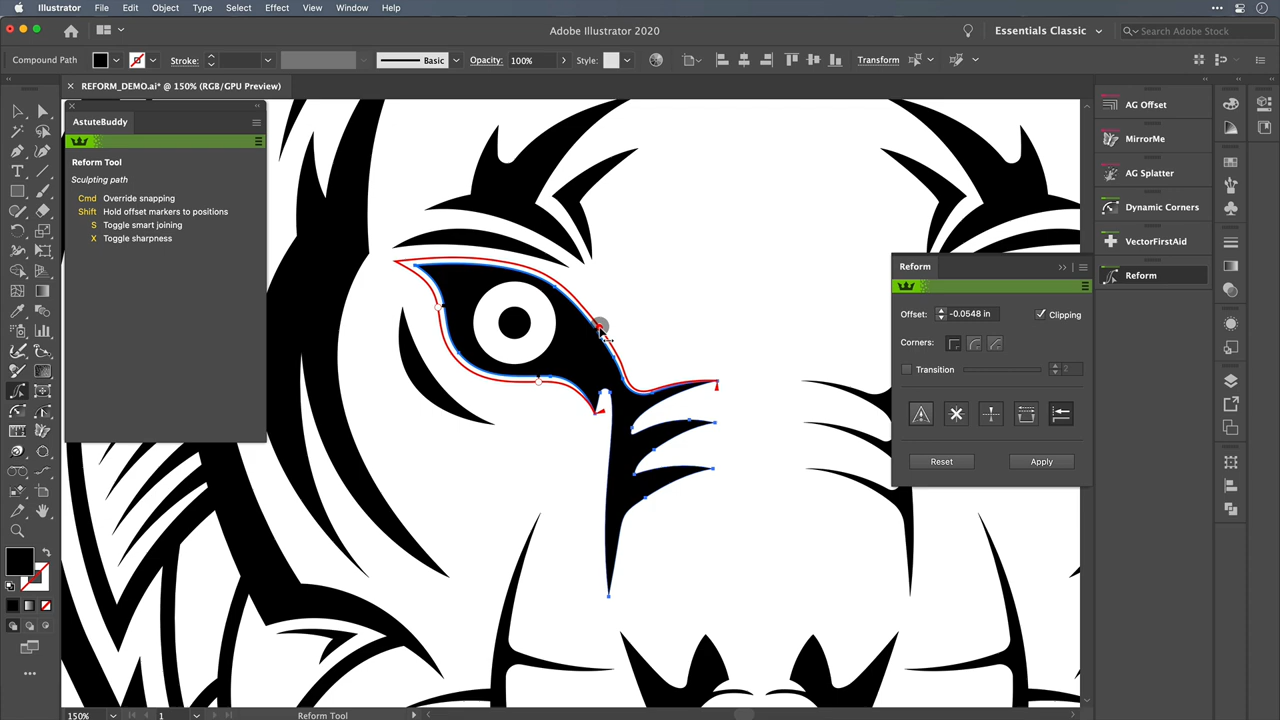 Illustrator File Edit Object Type Select Effect View Window Help
Adobe Illustrator 2020
Essentials Classic
Search Adobe Stock
Compound Path
Stroke:
Basic
Opacity: 100%
Style:
Transform
REFORM_DEMO.ai* @ 150% (RGB/GPU Preview)
AstuteBuddy
Reform Tool
Sculpting path
Cmd Override snapping
Shift Hold offset markers to positions
S Toggle smart joining
X Toggle sharpness
AG Offset
MirrorMe
AG Splatter
Dynamic Corners
VectorFirstAid
Reform
Reform
Offset: -0.0548 in Clipping
Corners:
Transition 2
Reset Apply
150% 1 Reform Tool